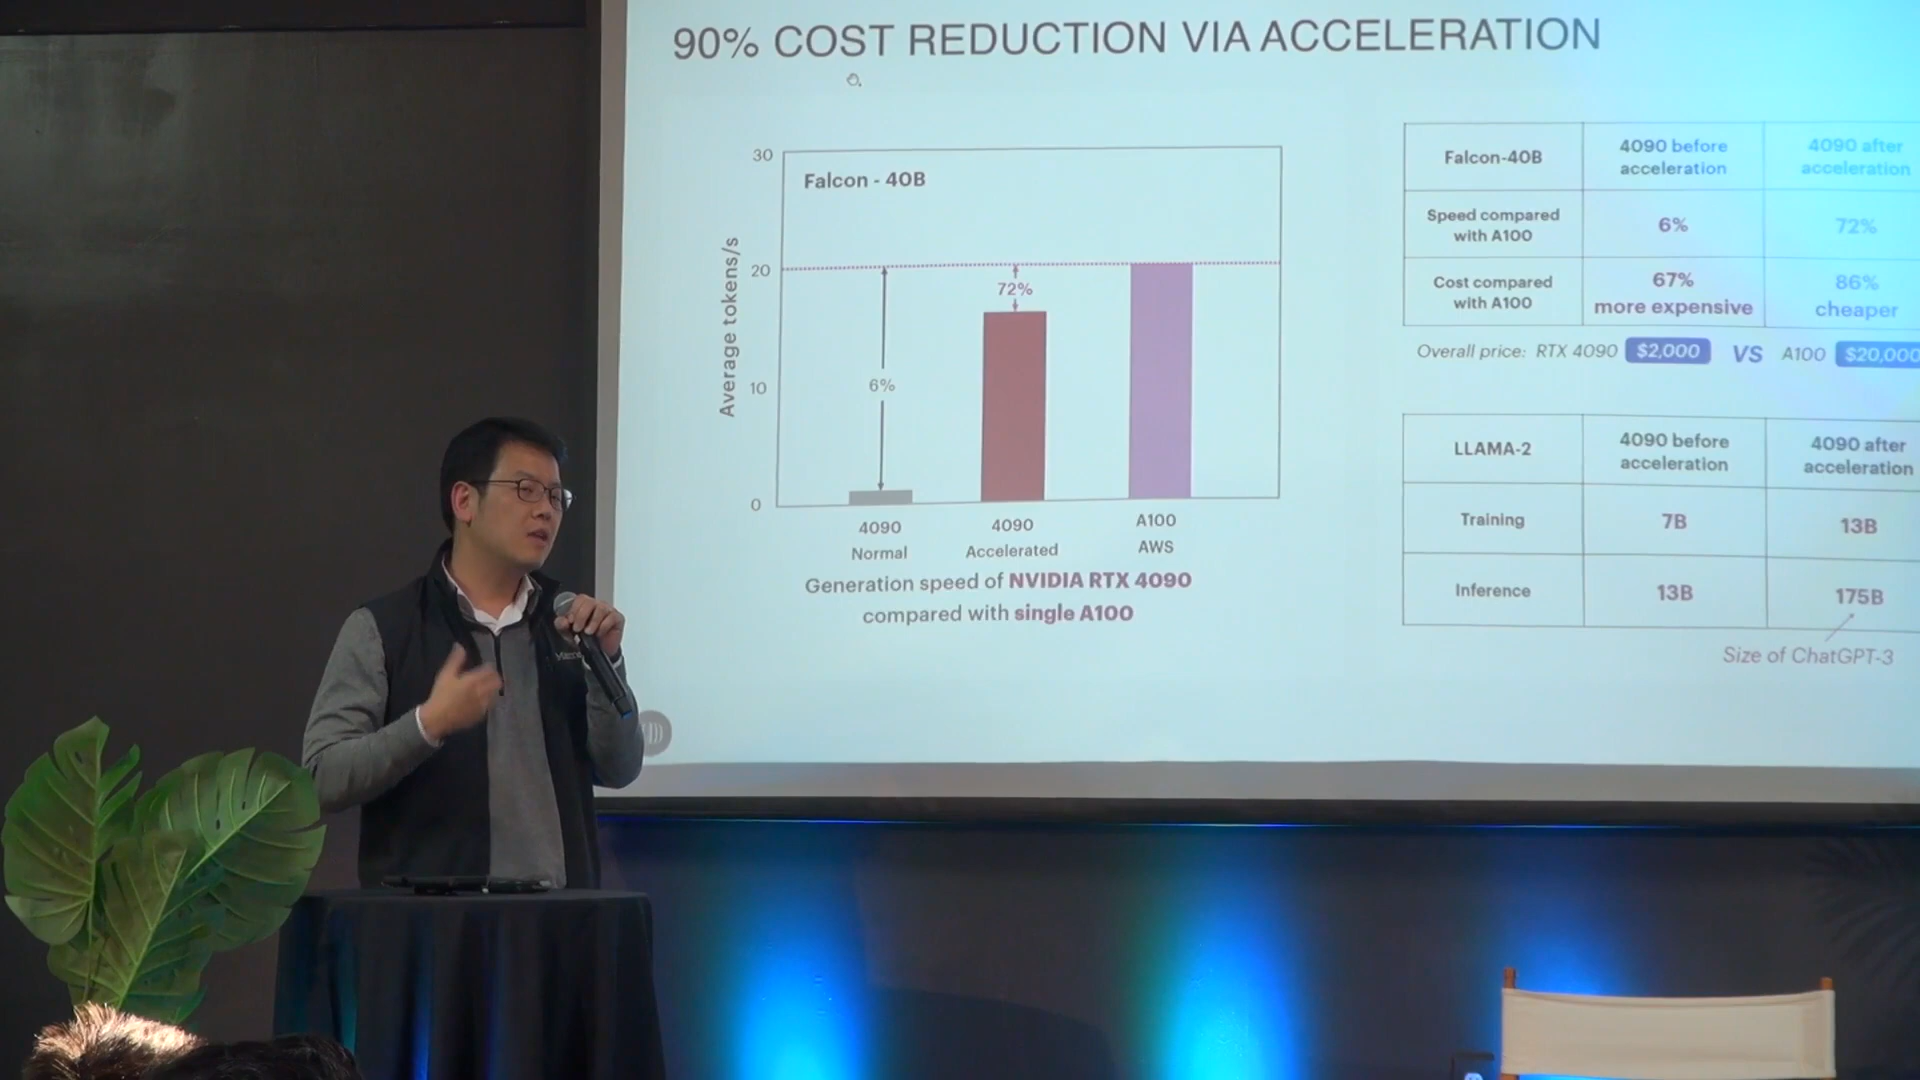 90% COST REDUCTION VIA ACCELERATION
30
20
10
0
Average tokens/s
Falcon - 40B
6%
72%
4090
Normal
4090
Accelerated
A100
AWS
Generation speed of NVIDIA RTX 4090
compared with single A100
Falcon-40B
4090 before
acceleration
4090 after
acceleration
Speed compared
with A100
6%
72%
Cost compared
with A100
67%
more expensive
86%
cheaper
Overall price: RTX 4090 $2,000 VS A100 $20,000
LLAMA-2
4090 before
acceleration
4090 after
acceleration
Training
7B
13B
Inference
13B
175B
Size of ChatGPT-3